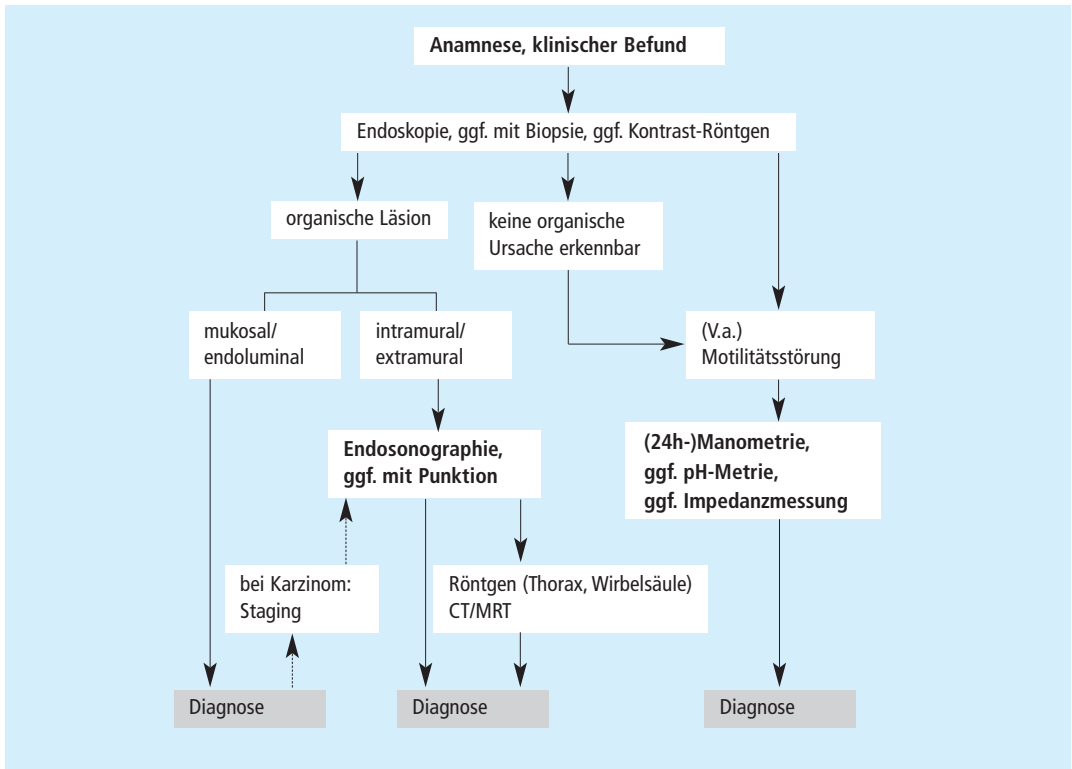 Anamnese, klinischer Befund
Endoskopie, ggf. mit Biopsie, ggf. Kontrast-Röntgen
organische Läsion
keine organische
Ursache erkennbar
mukosal/
endoluminal
intramural/
extramural
(V.a.)
Motilitätsstörung
Endosonographie,
ggf. mit Punktion
(24h-)Manometrie,
ggf. pH-Metrie,
ggf. Impedanzmessung
bei Karzinom:
Staging
Röntgen (Thorax, Wirbelsäule)
CT/MRT
Diagnose
Diagnose
Diagnose